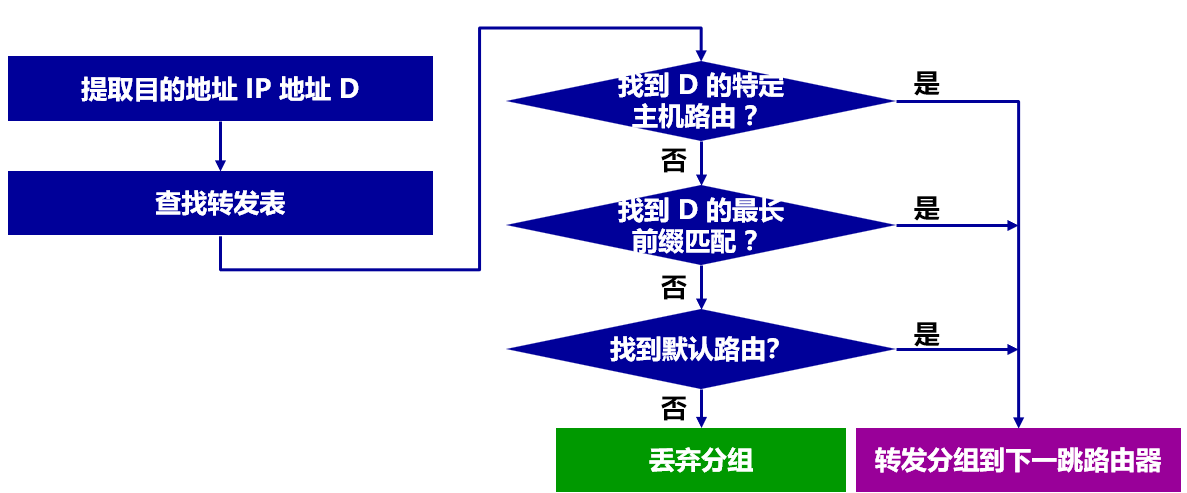 提取目的地址 IP 地址 D
查找转发表
找到 D 的特定
主机路由？
是
否
找到 D 的最长
前缀匹配？
是
否
找到默认路由?
是
否
丢弃分组
转发分组到下一跳路由器